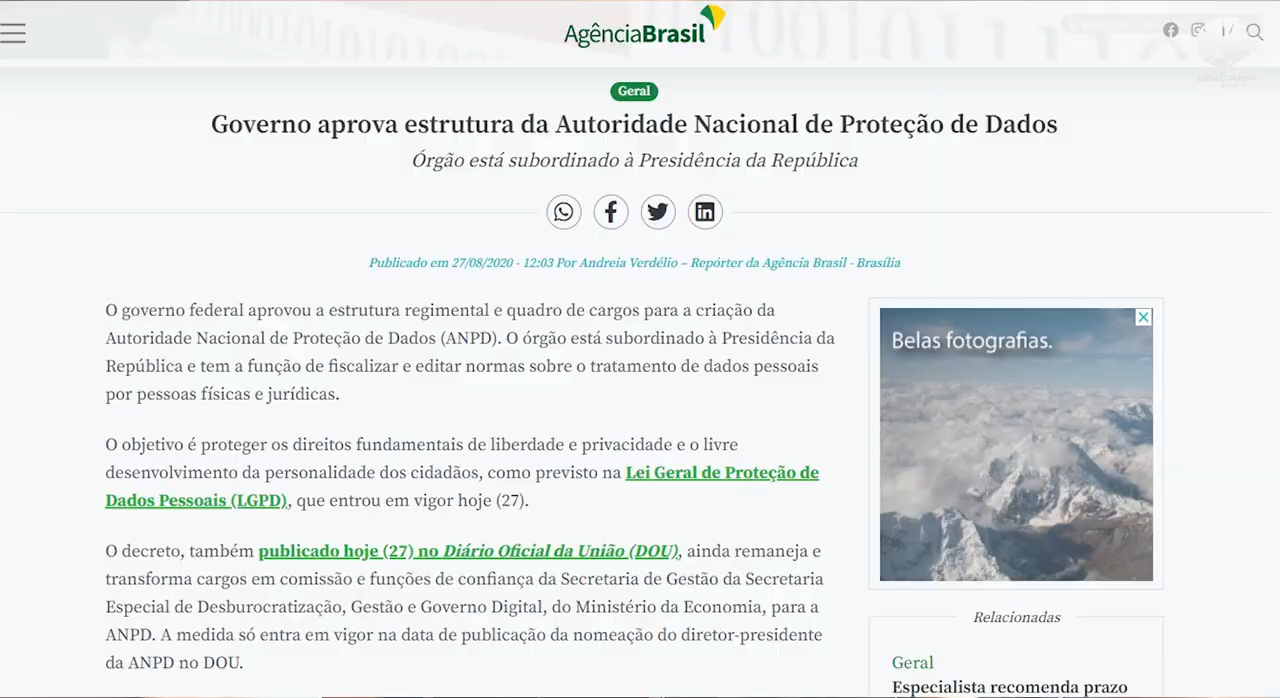 AgênciaBrasil
Geral
Governo aprova estrutura da Autoridade Nacional de Proteção de Dados
Órgão está subordinado à Presidência da República
Publicado em 27/08/2020 - 12:03 Por Andreia Verdélio – Repórter da Agência Brasil - Brasília
O governo federal aprovou a estrutura regimental e quadro de cargos para a criação da
Autoridade Nacional de Proteção de Dados (ANPD). O órgão está subordinado à Presidência da
República e tem a função de fiscalizar e editar normas sobre o tratamento de dados pessoais
por pessoas físicas e jurídicas.
O objetivo é proteger os direitos fundamentais de liberdade e privacidade e o livre
desenvolvimento da personalidade dos cidadãos, como previsto na Lei Geral de Proteção de
Dados Pessoais (LGPD), que entrou em vigor hoje (27).
O decreto, também publicado hoje (27) no Diário Oficial da União (DOU), ainda remaneja e
transforma cargos em comissão e funções de confiança da Secretaria de Gestão da Secretaria
Especial de Desburocratização, Gestão e Governo Digital, do Ministério da Economia, para a
ANPD. A medida só entra em vigor na data de publicação da nomeação do diretor-presidente
da ANPD no DOU.
Belas fotografias.
Relacionadas
Geral
Especialista recomenda prazo